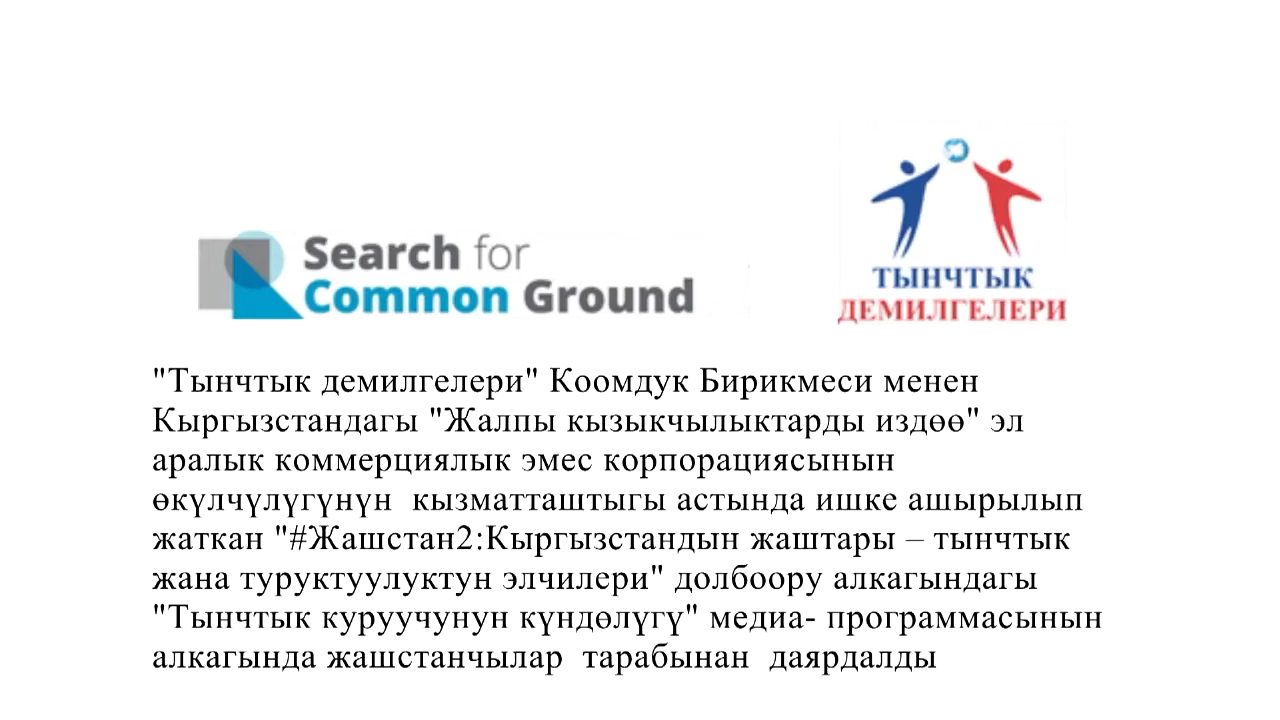 Search for
Common Ground
ТЫНЧТЫК
ДЕМИЛГЕЛЕРИ
"Тынчтык демилгелери" Коомдук Бирикмеси менен
Кыргызстандагы "Жалпы кызыкчылыктарды издөө" эл
аралык коммерциялык эмес корпорациясынын
өкүлчүлүгүнүн  кызматташтыгы астында ишке ашырылып
жаткан "#Жашстан2:Кыргызстандын жаштары – тынчтык
жана туруктуулуктун элчилери" долбоору алкагындагы
"Тынчтык куруучунун күндөлүгү" медиа- программасынын
алкагында жашстанчылар  тарабынан  даярдалды